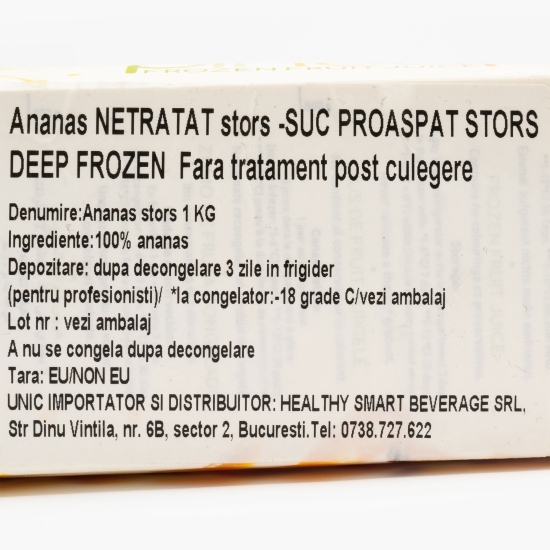 FROZEN FRUIT JUICE
Ananas NETRATAT stors -SUC PROASPAT STORS
DEEP FROZEN Fara tratament post culegere
Denumire:Ananas stors 1 KG
Ingrediente:100% ananas
Depozitare: dupa decongelare 3 zile in frigider
(pentru profesionisti)/ *la congelator:-18 grade C/vezi ambalaj
Lot nr : vezi ambalaj
A nu se congela dupa decongelare
Tara: EU/NON EU
UNIC IMPORTATOR SI DISTRIBUITOR: HEALTHY SMART BEVERAGE SRL,
Str Dinu Vintila, nr. 6B, sector 2, Bucuresti.Tel: 0738.727.622